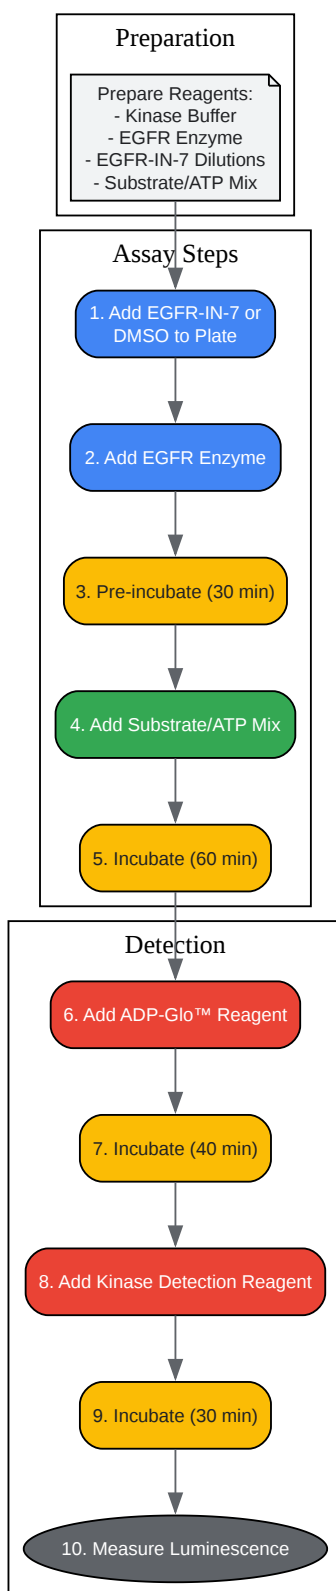 Preparation
Prepare Reagents:
- Kinase Buffer
- EGFR Enzyme
- EGFR-IN-7 Dilutions
- Substrate/ATP Mix
Assay Steps
1. Add EGFR-IN-7 or
DMSO to Plate
2. Add EGFR Enzyme
3. Pre-incubate (30 min)
4. Add Substrate/ATP Mix
5. Incubate (60 min)
Detection
6. Add ADP-Glo™ Reagent
7. Incubate (40 min)
8. Add Kinase Detection Reagent
9. Incubate (30 min)
10. Measure Luminescence